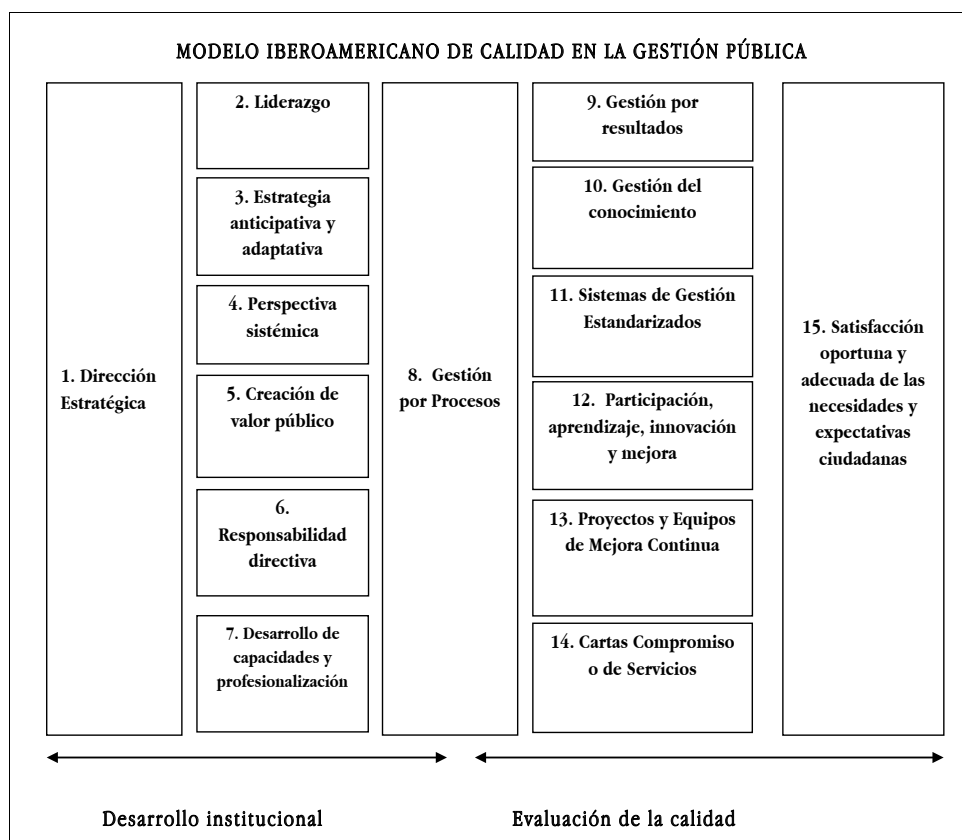 MODELO IBEROAMERICANO DE CALIDAD EN LA GESTIÓN PÚBLICA
1. Dirección
Estratégica
2. Liderazgo
3. Estrategia
anticipativa y
adaptativa
4. Perspectiva
sistémica
5. Creación de
valor público
6.
Responsabilidad
directiva
7. Desarrollo de
capacidades y
profesionalización
8. Gestión
por Procesos
9. Gestión por
resultados
10. Gestión del
conocimiento
11. Sistemas de Gestión
Estandarizados
12. Participación,
aprendizaje, innovación
y mejora
13. Proyectos y Equipos
de Mejora Continua
14. Cartas Compromiso
o de Servicios
15. Satisfacción
oportuna y
adecuada de las
necesidades y
expectativas
ciudadanas
Desarrollo institucional
Evaluación de la calidad